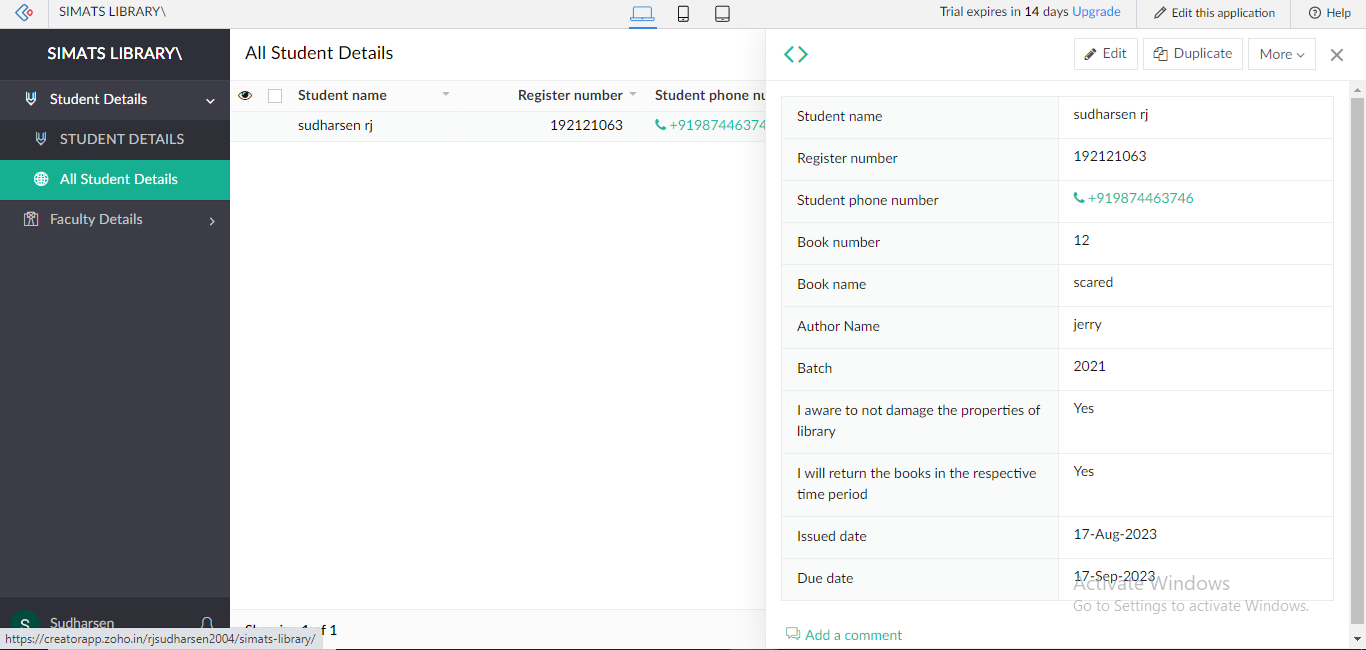 SIMATS LIBRARY\
Trial expires in 14 days Upgrade
Edit this application
Help
SIMATS LIBRARY\
Student Details
STUDENT DETAILS
All Student Details
Faculty Details
Sudharsen
S
https://creatorapp.zoho.in/rjsudharsen2004/simats-library/
All Student Details
Student name Register number Student phone nu
sudharsen rj 192121063 +91987446374
f 1
Edit Duplicate More
Student name sudharsen rj
Register number 192121063
Student phone number +919874463746
Book number 12
Book name scared
Author Name jerry
Batch 2021
I aware to not damage the properties of Yes
library
I will return the books in the respective Yes
time period
Issued date 17-Aug-2023
Due date 17-Sep-2023
Activate Windows
Go to Settings to activate Windows.
Add a comment